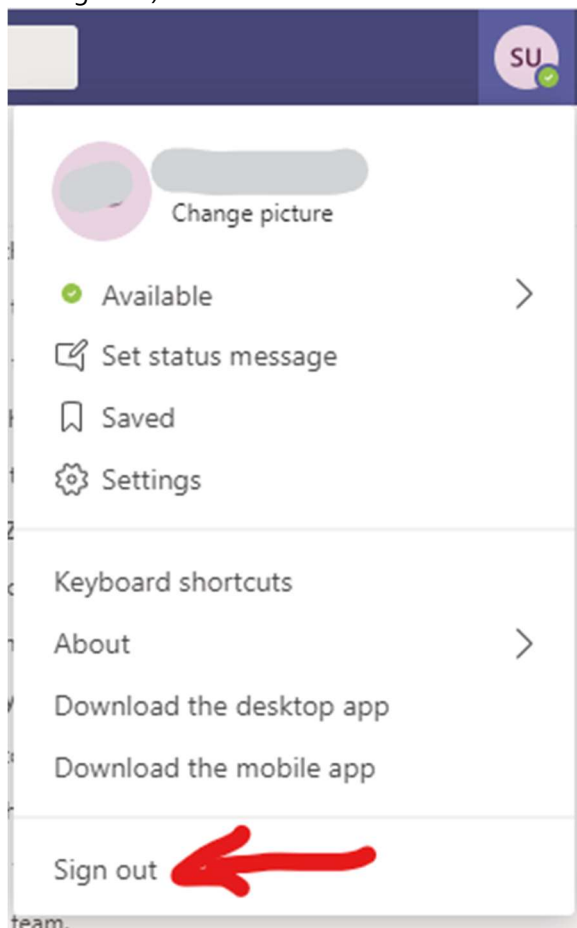 SU
Change picture
Available
Set status message
Saved
Settings
Keyboard shortcuts
About
Download the desktop app
Download the mobile app
Sign out
team.